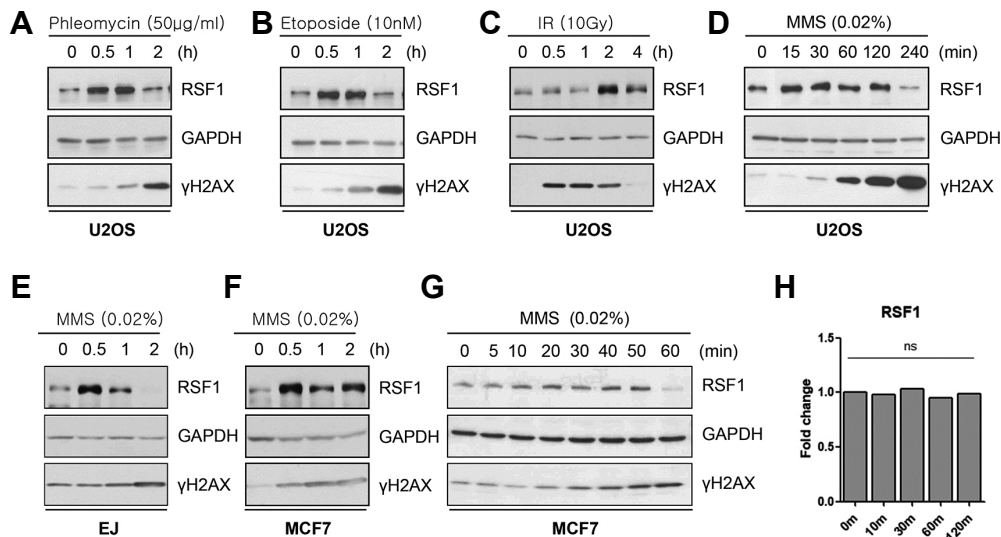 A Phleomycin (50μg/ml)
0 0.5 1 2 (h)
RSF1
GAPDH
γH2AX
U2OS
B Etoposide (10nM)
0 0.5 1 2 (h)
RSF1
GAPDH
γH2AX
U2OS
C IR (10Gy)
0 0.5 1 2 4 (h)
RSF1
GAPDH
γH2AX
U2OS
D MMS (0.02%)
0 15 30 60 120 240 (min)
RSF1
GAPDH
γH2AX
U2OS
E MMS (0.02%)
0 0.5 1 2 (h)
RSF1
GAPDH
γH2AX
EJ
F MMS (0.02%)
0 0.5 1 2 (h)
RSF1
GAPDH
γH2AX
MCF7
G MMS (0.02%)
0 5 10 20 30 40 50 60 (min)
RSF1
GAPDH
γH2AX
MCF7
H
RSF1
ns
Fold change
1.5
1.0
0.5
0.0
0m 10m 30m 60m 120m